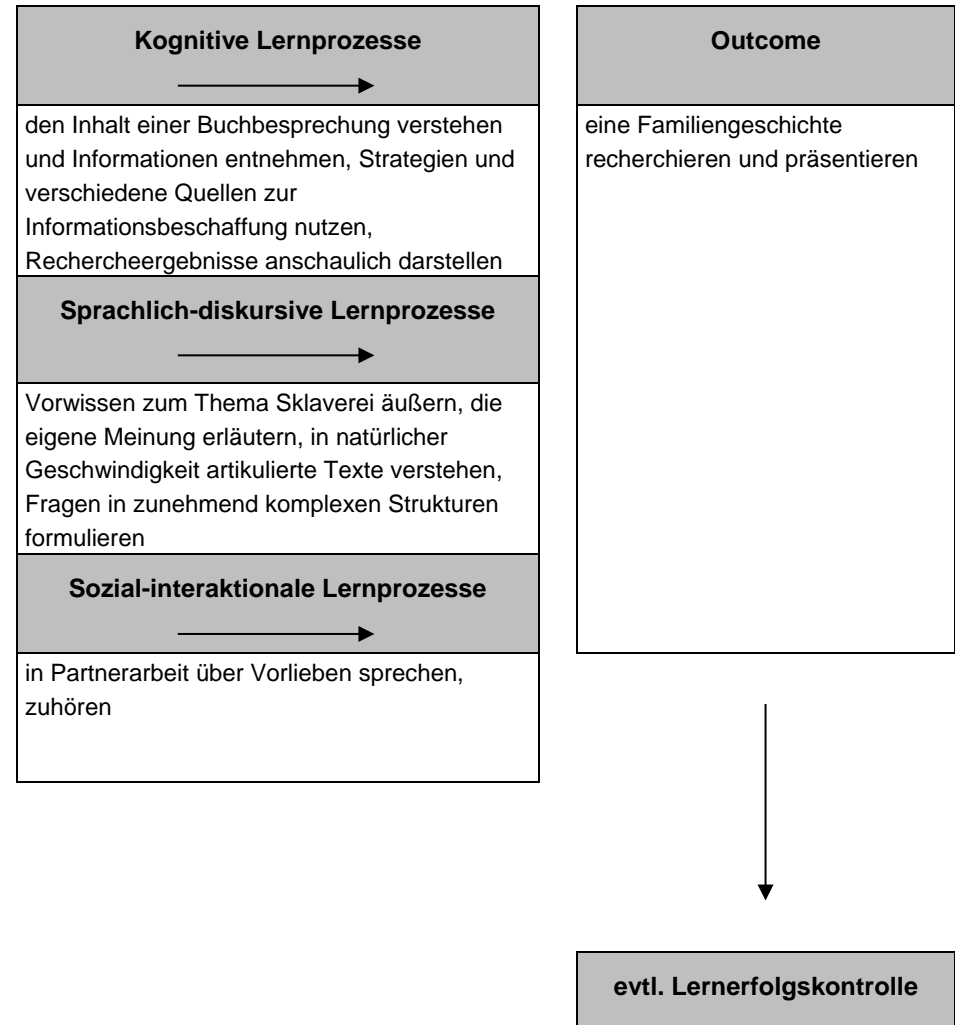 Kognitive Lernprozesse
den Inhalt einer Buchbesprechung verstehen
und Informationen entnehmen, Strategien und
verschiedene Quellen zur
Informationsbeschaffung nutzen,
Rechercheergebnisse anschaulich darstellen
Sprachlich-diskursive Lernprozesse
Vorwissen zum Thema Sklaverei äußern, die
eigene Meinung erläutern, in natürlicher
Geschwindigkeit artikulierte Texte verstehen,
Fragen in zunehmend komplexen Strukturen
formulieren
Sozial-interaktionale Lernprozesse
in Partnerarbeit über Vorlieben sprechen,
zuhören
Outcome
eine Familiengeschichte
recherchieren und präsentieren
evtl. Lernerfolgskontrolle